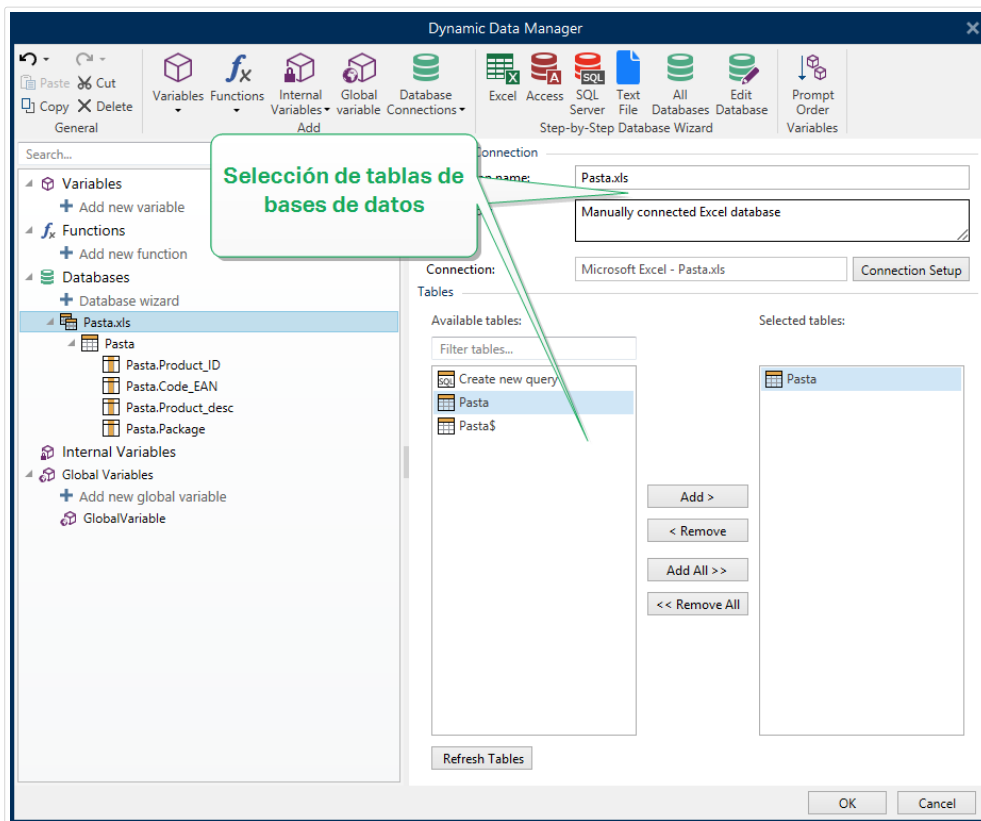 Dynamic Data Manager
Paste Cut
Copy Delete
General
Variables Functions Internal Variables Global variable Database Connections
Add
Excel Access SQL Server Text File All Databases Edit Database
Step-by-Step Database Wizard
Prompt Order
Variables
Search...
Connection
Selección de tablas de
bases de datos
name:
Pasta.xls
Manually connected Excel database
Connection:
Microsoft Excel - Pasta.xls
Connection Setup
Variables
Add new variable
Functions
Add new function
Databases
Database wizard
Pasta.xls
Pasta
Pasta.Product_ID
Pasta.Code_EAN
Pasta.Product_desc
Pasta.Package
Internal Variables
Global Variables
Add new global variable
GlobalVariable
Tables
Available tables:
Filter tables...
SQL Create new query
Pasta
Pasta$
Add >
< Remove
Add All >>
<< Remove All
Selected tables:
Pasta
Refresh Tables
OK
Cancel